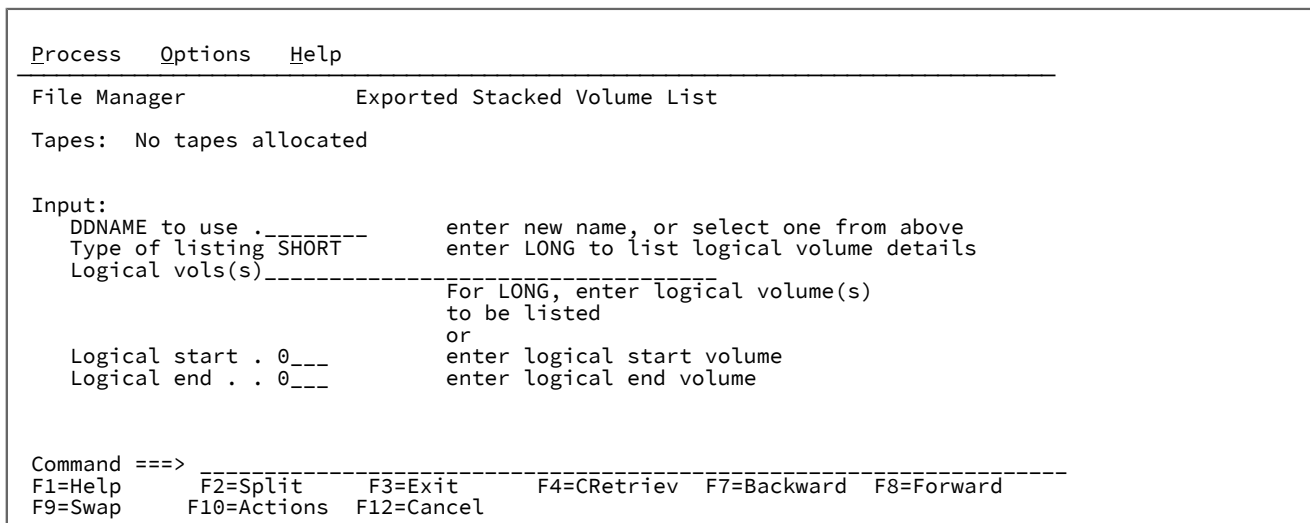 Process   Options   Help
File Manager                  Exported Stacked Volume List
Tapes:  No tapes allocated
Input:
DDNAME to use .________      enter new name, or select one from above
Type of listing SHORT        enter LONG to list logical volume details
Logical vols(s)___________________________________
For LONG, enter logical volume(s)
to be listed
or
Logical start . 0___         enter logical start volume
Logical end . . 0___         enter logical end volume
Command ===> ___________________________________________________________________
F1=Help      F2=Split     F3=Exit      F4=CRetriev  F7=Backward  F8=Forward
F9=Swap     F10=Actions  F12=Cancel